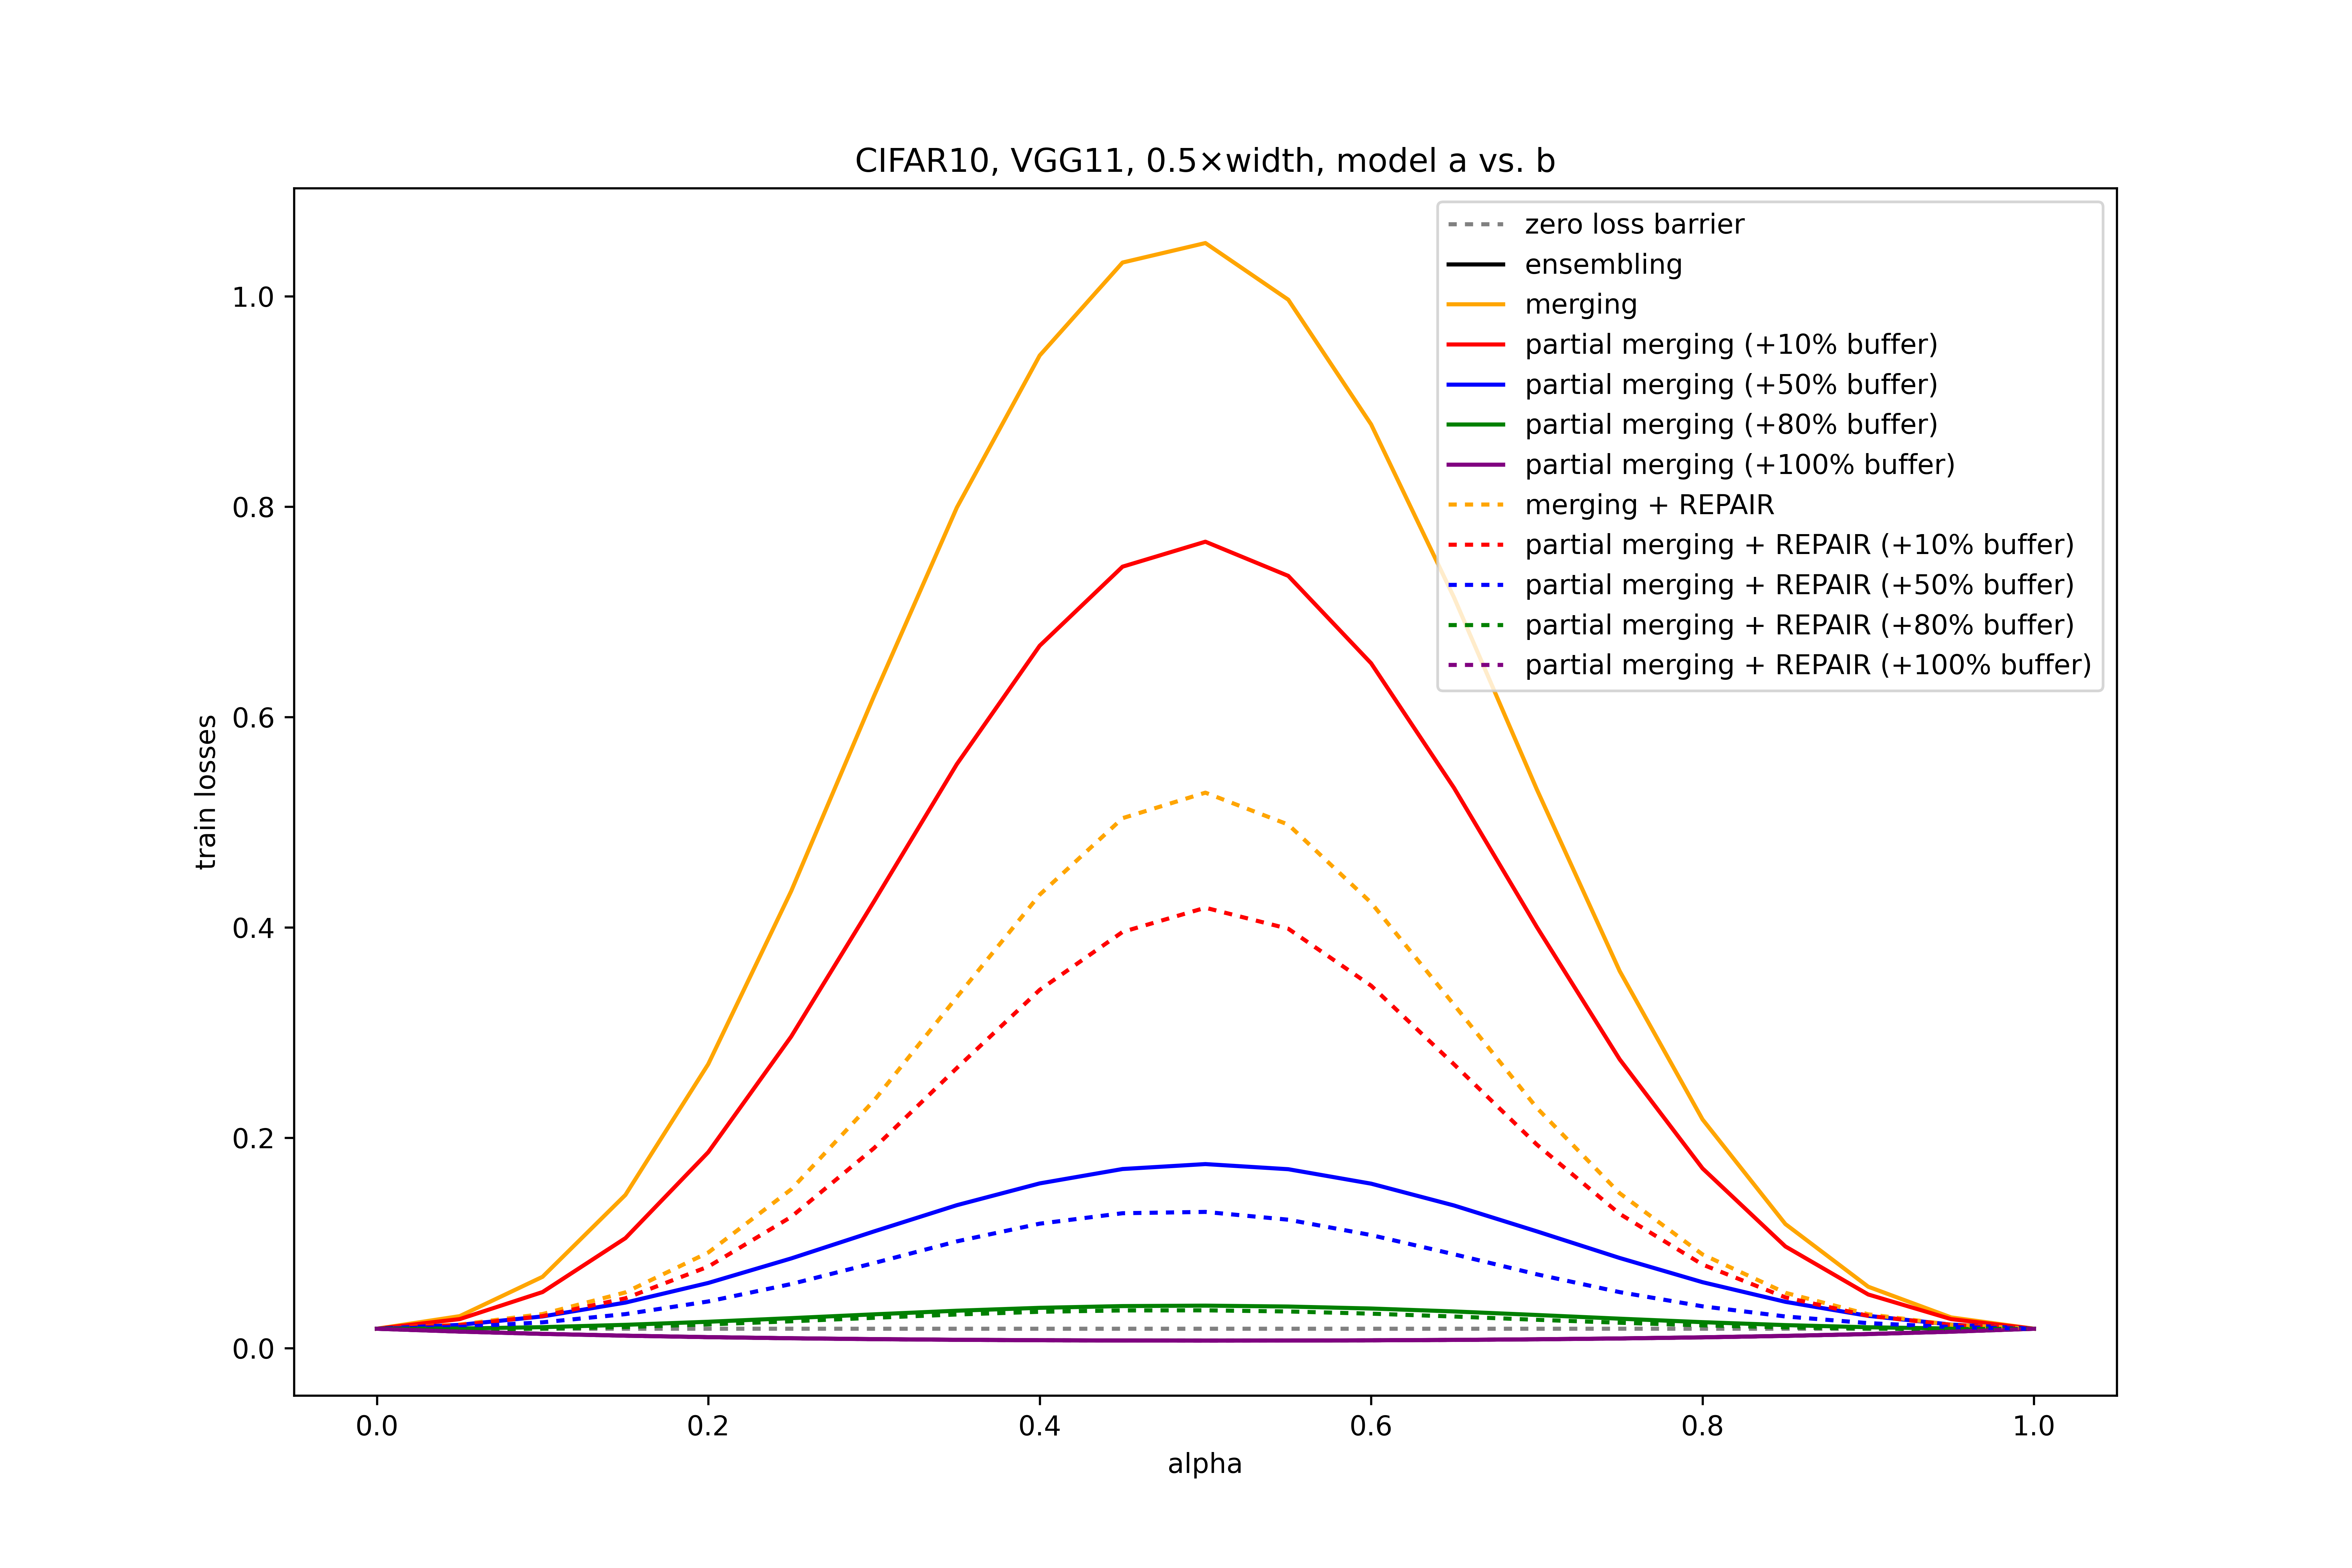 CIFAR10, VGG11, 0.5×width, model a vs. b
zero loss barrier
ensembling
merging
partial merging (+10% buffer)
partial merging (+50% buffer)
partial merging (+80% buffer)
partial merging (+100% buffer)
merging + REPAIR
partial merging + REPAIR (+10% buffer)
partial merging + REPAIR (+50% buffer)
partial merging + REPAIR (+80% buffer)
partial merging + REPAIR (+100% buffer)
train losses
1.0
0.8
0.6
0.4
0.2
0.0
0.0 0.2 0.4 0.6 0.8 1.0
alpha